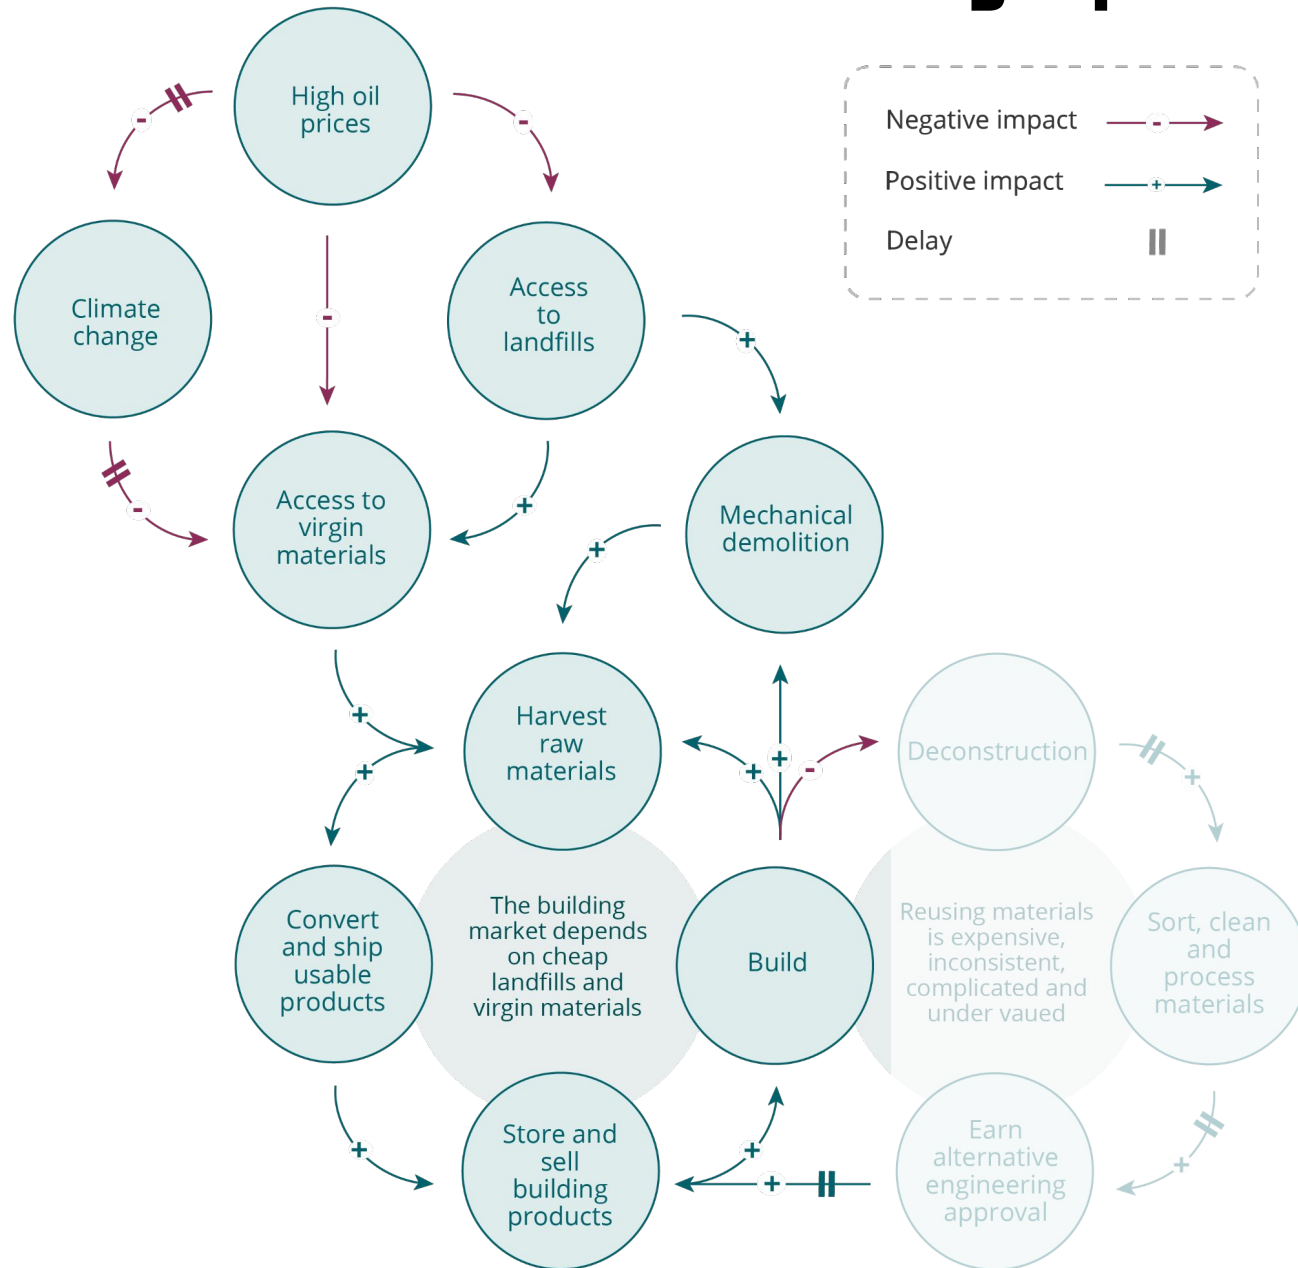 High oil
prices
Negative impact
-
Positive impact
+
Delay
-
-
-
Climate
change
Access
to
landfills
+
-
+
Access to
virgin
materials
Mechanical
demolition
+
+
+
Harvest
raw
materials
+
+
-
Deconstruction
+
Convert
and ship
usable
products
The building
market depends
on cheap
landfills and
virgin materials
Build
Reusing materials
is expensive,
inconsistent,
complicated and
under vaued
Sort, clean
and
process
materials
+
+
+
+
Store and
sell
building
products
Earn
alternative
engineering
approval